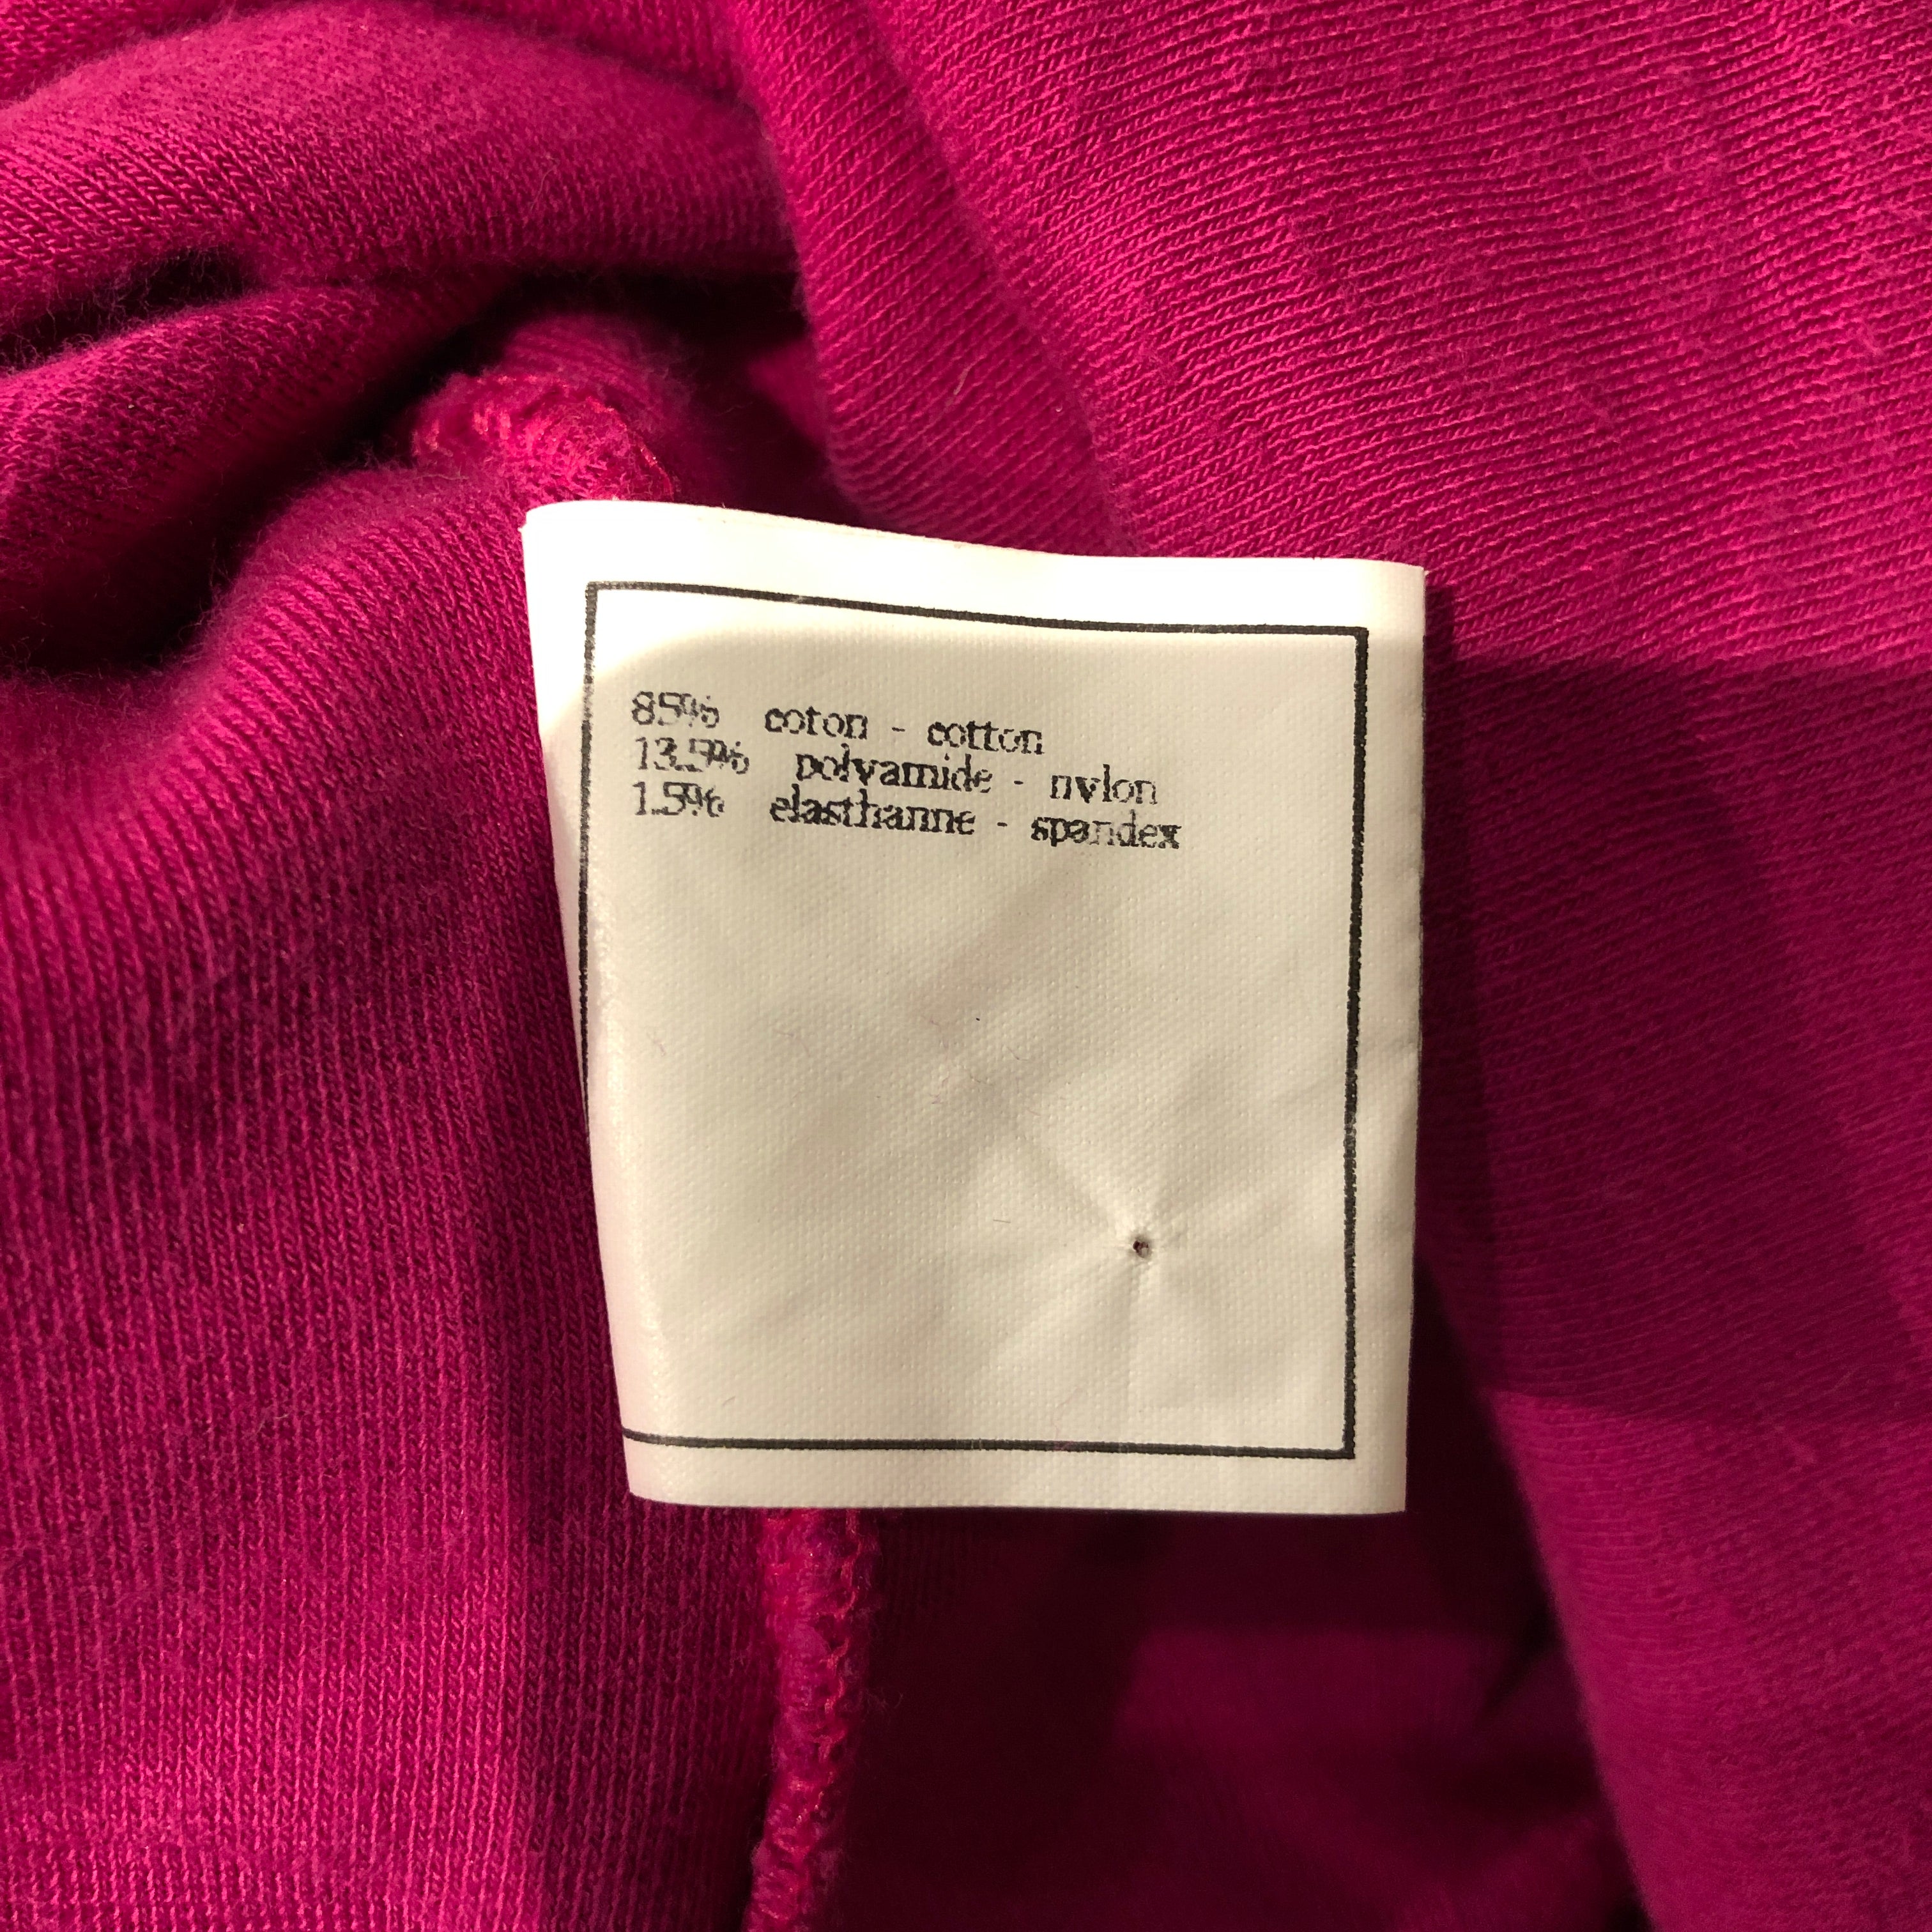 85% coton - cotton
13.5% polyamide - nylon
1.5% elasthanne - spandex